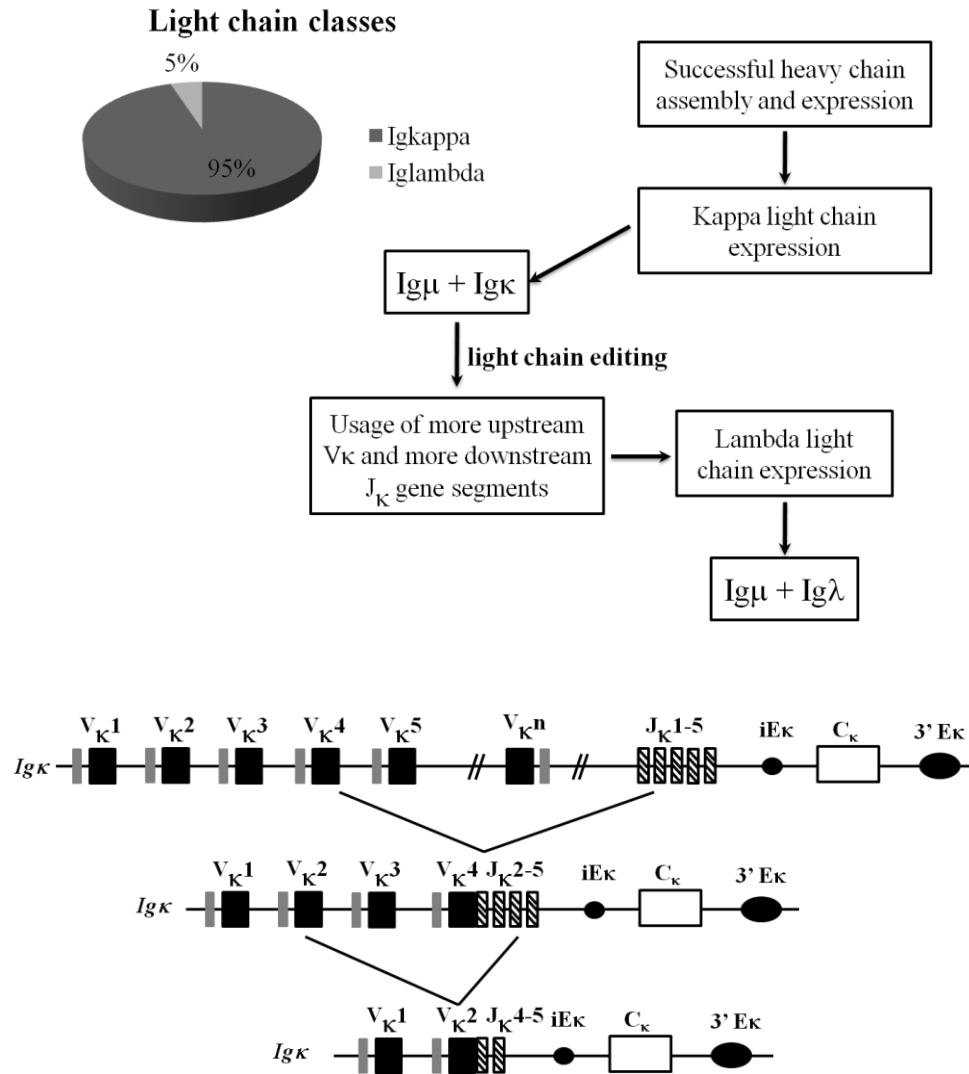 Light chain classes
5%
95%
Igkappa
Iglambda
Successful heavy chain
assembly and expression
Kappa light chain
expression
Igμ + Igκ
light chain editing
Usage of more upstream
Vκ and more downstream
Jκ gene segments
Lambda light
chain expression
Igμ + Igλ
Vκ1 Vκ2 Vκ3 Vκ4 Vκ5 Vκn Jκ1-5 iEκ Cκ 3’ Eκ
Igκ
Vκ1 Vκ2 Vκ3 Vκ4 Jκ2-5 iEκ Cκ 3’ Eκ
Igκ
Vκ1 Vκ2 Jκ4-5 iEκ Cκ 3’ Eκ
Igκ